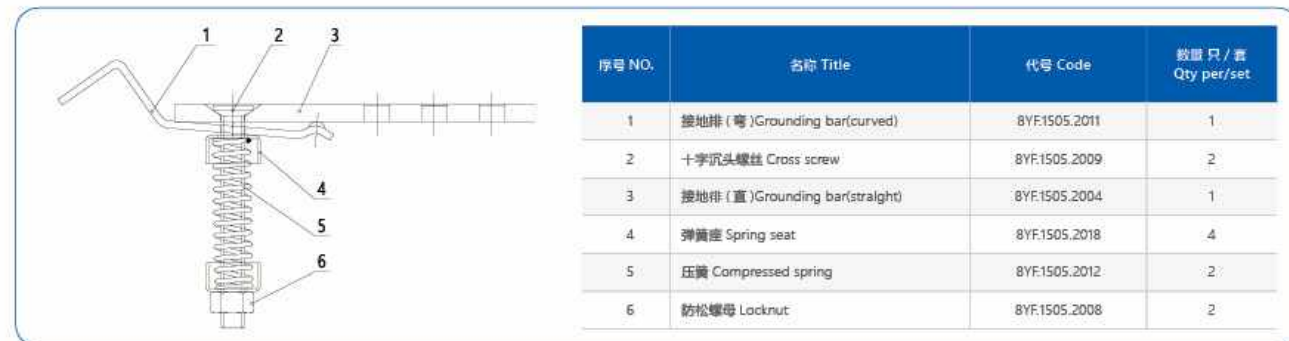 1
2
3
4
5
6
序号 NO.
名称 Title
代号 Code
数量 只 / 套
Qty per/set
1
接地排 ( 弯 )Grounding bar(curved)
8YF.1505.2011
1
2
十字沉头螺丝 Cross screw
8YF.1505.2009
2
3
接地排 ( 直 )Grounding bar(stralght)
8YF.1505.2004
1
4
弹簧座 Spring seat
8YF.1505.2018
4
5
压簧 Compressed spring
8YF.1505.2012
2
6
防松螺母 Locknut
8YF.1505.2008
2